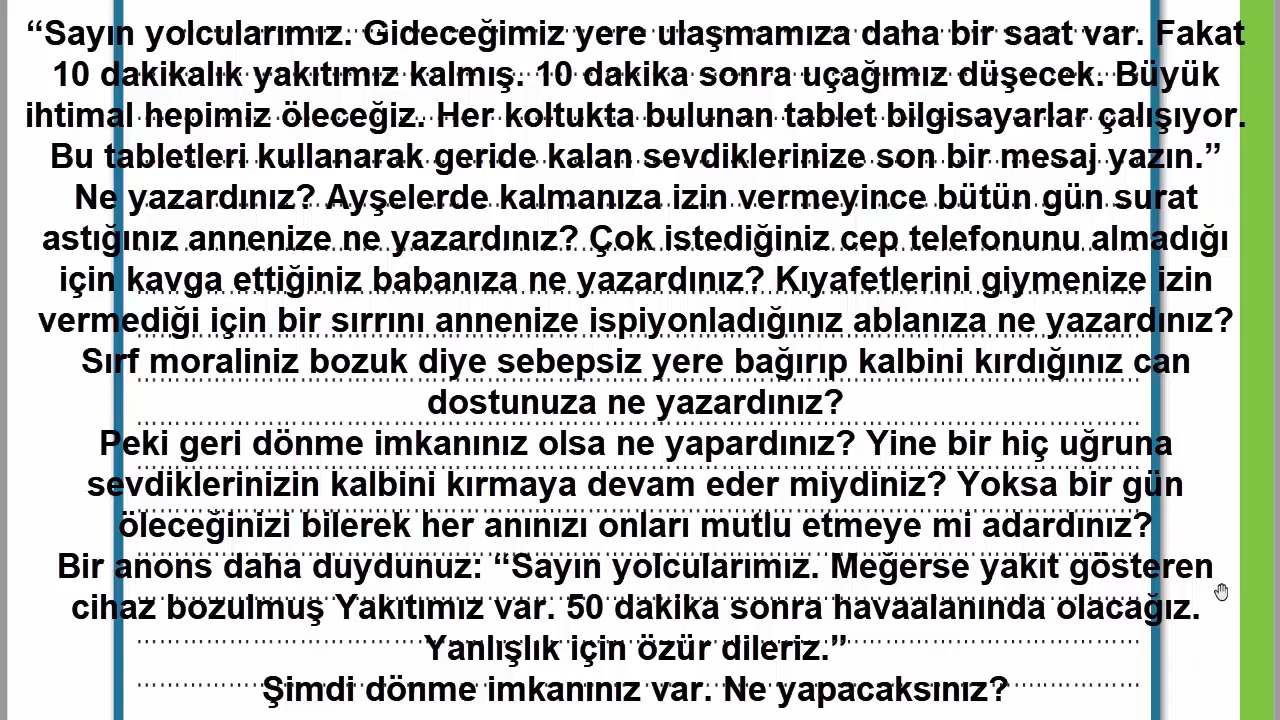 “Sayın yolcularımız. Gideceğimiz yere ulaşmamıza daha bir saat var. Fakat
10 dakikalık yakıtımız kalmış. 10 dakika sonra uçağımız düşecek. Büyük
ihtimal hepimiz öleceğiz. Her koltukta bulunan tablet bilgisayarlar çalışıyor.
Bu tabletleri kullanarak geride kalan sevdiklerinize son bir mesaj yazın.”
Ne yazardınız? Ayşelerde kalmanıza izin vermeyince bütün gün surat
astığınız annenize ne yazardınız? Çok istediğiniz cep telefonunu almadığı
için kavga ettiğiniz babanıza ne yazardınız? Kıyafetlerini giymenize izin
vermediği için bir sırrını annenize ispiyonladığınız ablanıza ne yazardınız?
Sırf moraliniz bozuk diye sebepsiz yere bağırıp kalbini kırdığınız can
dostunuza ne yazardınız?
Peki geri dönme imkanınız olsa ne yapardınız? Yine bir hiç uğruna
sevdiklerinizin kalbini kırmaya devam eder miydiniz? Yoksa bir gün
öleceğinizi bilerek her anınızı onları mutlu etmeye mi adardınız?
Bir anons daha duydunuz: “Sayın yolcularımız. Meğerse yakıt gösteren
cihaz bozulmuş Yakıtımız var. 50 dakika sonra havaalanında olacağız.
Yanlışlık için özür dileriz.”
Şimdi dönme imkanınız var. Ne yapacaksınız?